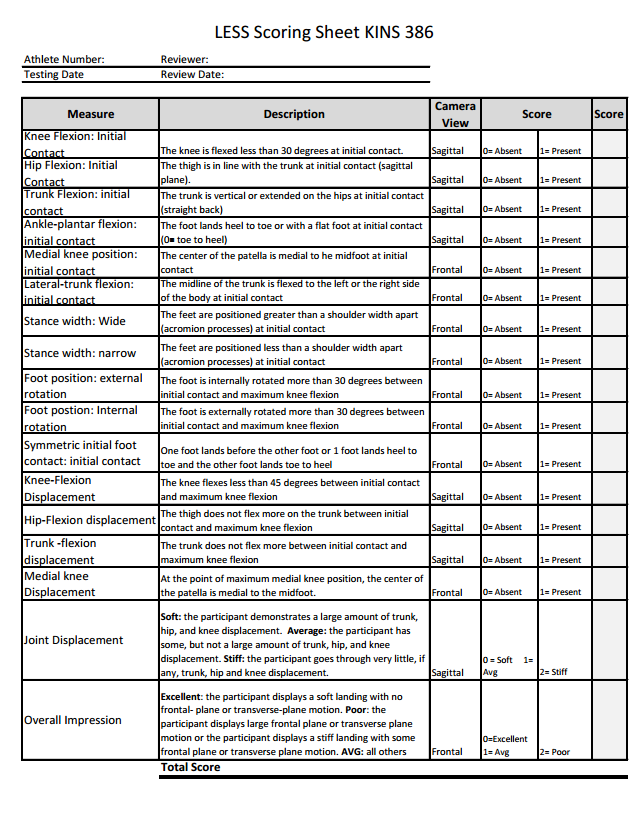 LESS Scoring Sheet KINS 386
Athlete Number: Reviewer:
Testing Date Review Date:
Measure Description Camera View Score Score
Knee Flexion: Initial
Contact
The knee is flexed less than 30 degrees at initial contact. Sagittal 0= Absent 1= Present
Hip Flexion: Initial
Contact
The thigh is in line with the trunk at initial contact (sagittal
plane). Sagittal 0= Absent 1= Present
Trunk Flexion: initial
contact
The trunk is vertical or extended on the hips at initial contact
(straight back) Sagittal 0= Absent 1= Present
Ankle-plantar flexion:
initial contact
The foot lands heel to toe or with a flat foot at initial contact
(0= toe to heel) Sagittal 0= Absent 1= Present
Medial knee position:
initial contact
The center of the patella is medial to he midfoot at initial
contact Frontal 0= Absent 1= Present
Lateral-trunk flexion:
initial contact
The midline of the trunk is flexed to the left or the right side
of the body at initial contact Frontal 0= Absent 1= Present
Stance width: Wide
The feet are positioned greater than a shoulder width apart
(acromion processes) at initial contact Frontal 0= Absent 1= Present
Stance width: narrow
The feet are positioned less than a shoulder width apart
(acromion processes) at initial contact Frontal 0= Absent 1= Present
Foot position: external
rotation
The foot is internally rotated more than 30 degrees between
initial contact and maximum knee flexion Frontal 0= Absent 1= Present
Foot postion: Internal
rotation
The foot is externally rotated more than 30 degrees between
initial contact and maximum knee flexion Frontal 0= Absent 1= Present
Symmetric initial foot
contact: initial contact
One foot lands before the other foot or 1 foot lands heel to
toe and the other foot lands toe to heel Frontal 0= Absent 1= Present
Knee-Flexion
Displacement
The knee flexes less than 45 degrees between initial contact
and maximum knee flexion Sagittal 0= Absent 1= Present
Hip-Flexion displacement
The thigh does not flex more on the trunk between initial
contact and maximum knee flexion Sagittal 0= Absent 1= Present
Trunk -flexion
displacement
The trunk does not flex more between initial contact and
maximum knee flexion Sagittal 0= Absent 1= Present
Medial knee
Displacement
At the point of maximum medial knee position, the center of
the patella is medial to the midfoot. Frontal 0= Absent 1= Present
Joint Displacement
Soft: the participant demonstrates a large amount of trunk,
hip, and knee displacement. Average: the participant has
some, but not a large amount of trunk, hip, and knee
displacement. Stiff: the participant goes through very little, if
any, trunk, hip and knee displacement. Sagittal
0 = Soft 1=
Avg 2= Stiff
Overall Impression
Excellent: the participant displays a soft landing with no
frontal- plane or transverse-plane motion. Poor: the
participant displays large frontal plane or transverse plane
motion or the participant displays a stiff landing with some
frontal plane or transverse plane motion. AVG: all others Frontal
0=Excellent
1= Avg 2= Poor
Total Score